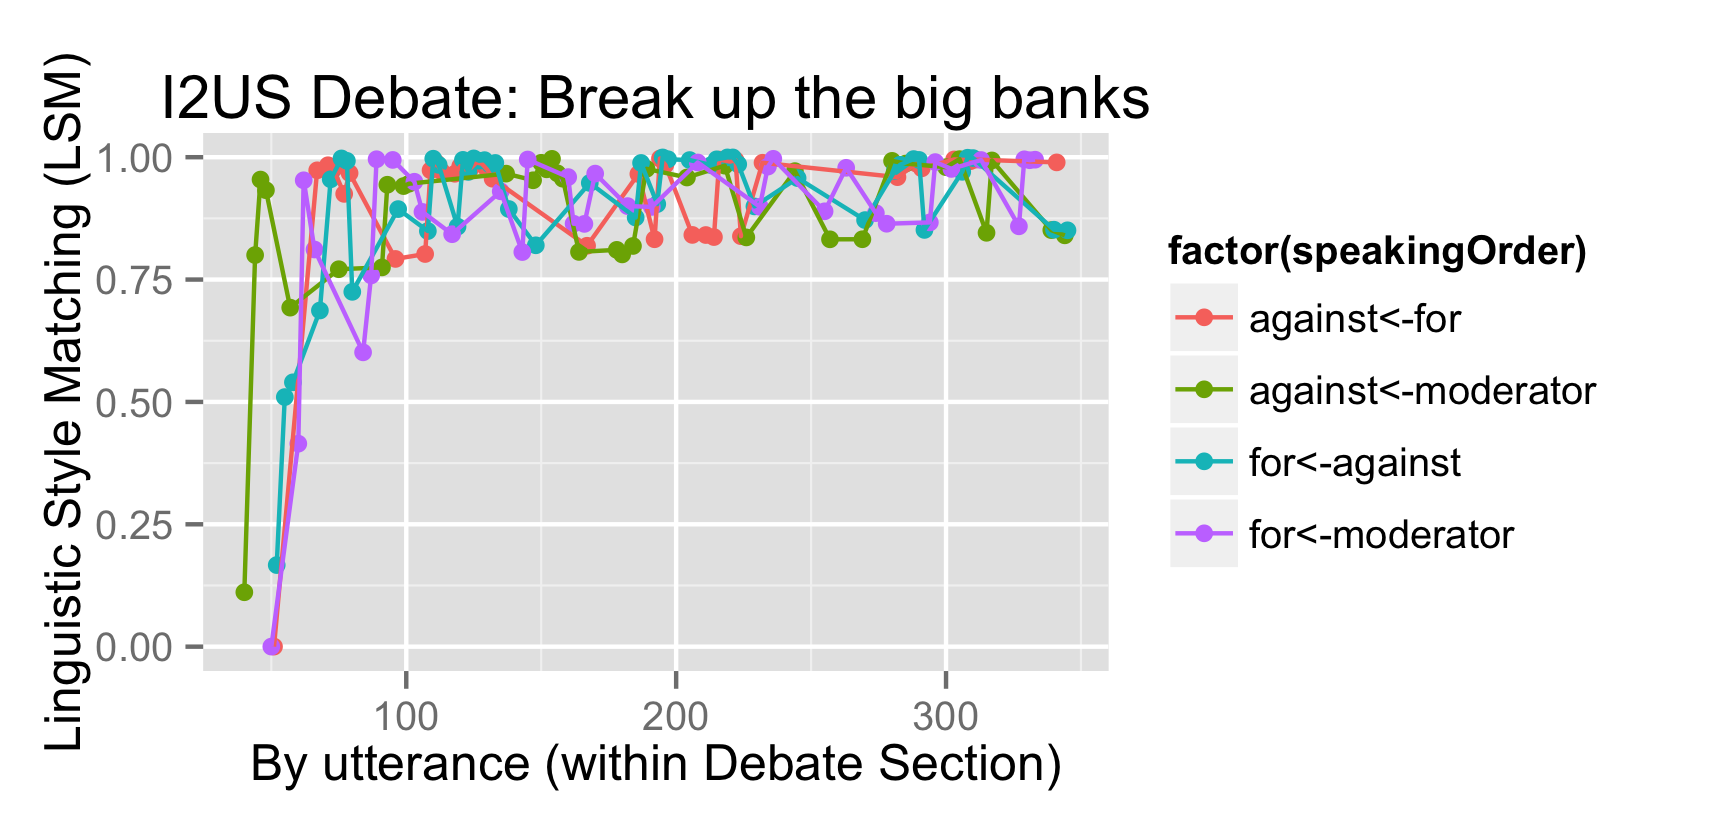 I2US Debate: Break up the big banks
Linguistic Style Matching (LSM)
1.00
0.75
0.50
0.25
0.00
100
200
300
By utterance (within Debate Section)
factor(speakingOrder)
against<-for
against<-moderator
for<-against
for<-moderator